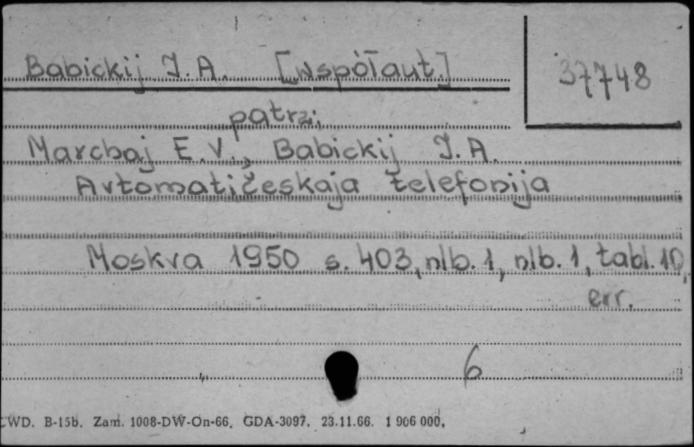 Babickij I.A. [współaut.]
37748
patrz:
Marchaj E.V., Babickij I.A.
Avtomatičeskaja telefonija
Moskva 1950 s. 403, nlb. 1, nlb. 1, tabl. 10,
err.
6
CWD. B-15b. Zam. 1008-DW-On-66. GDA-3097. 23.11.66. 1 906 000.